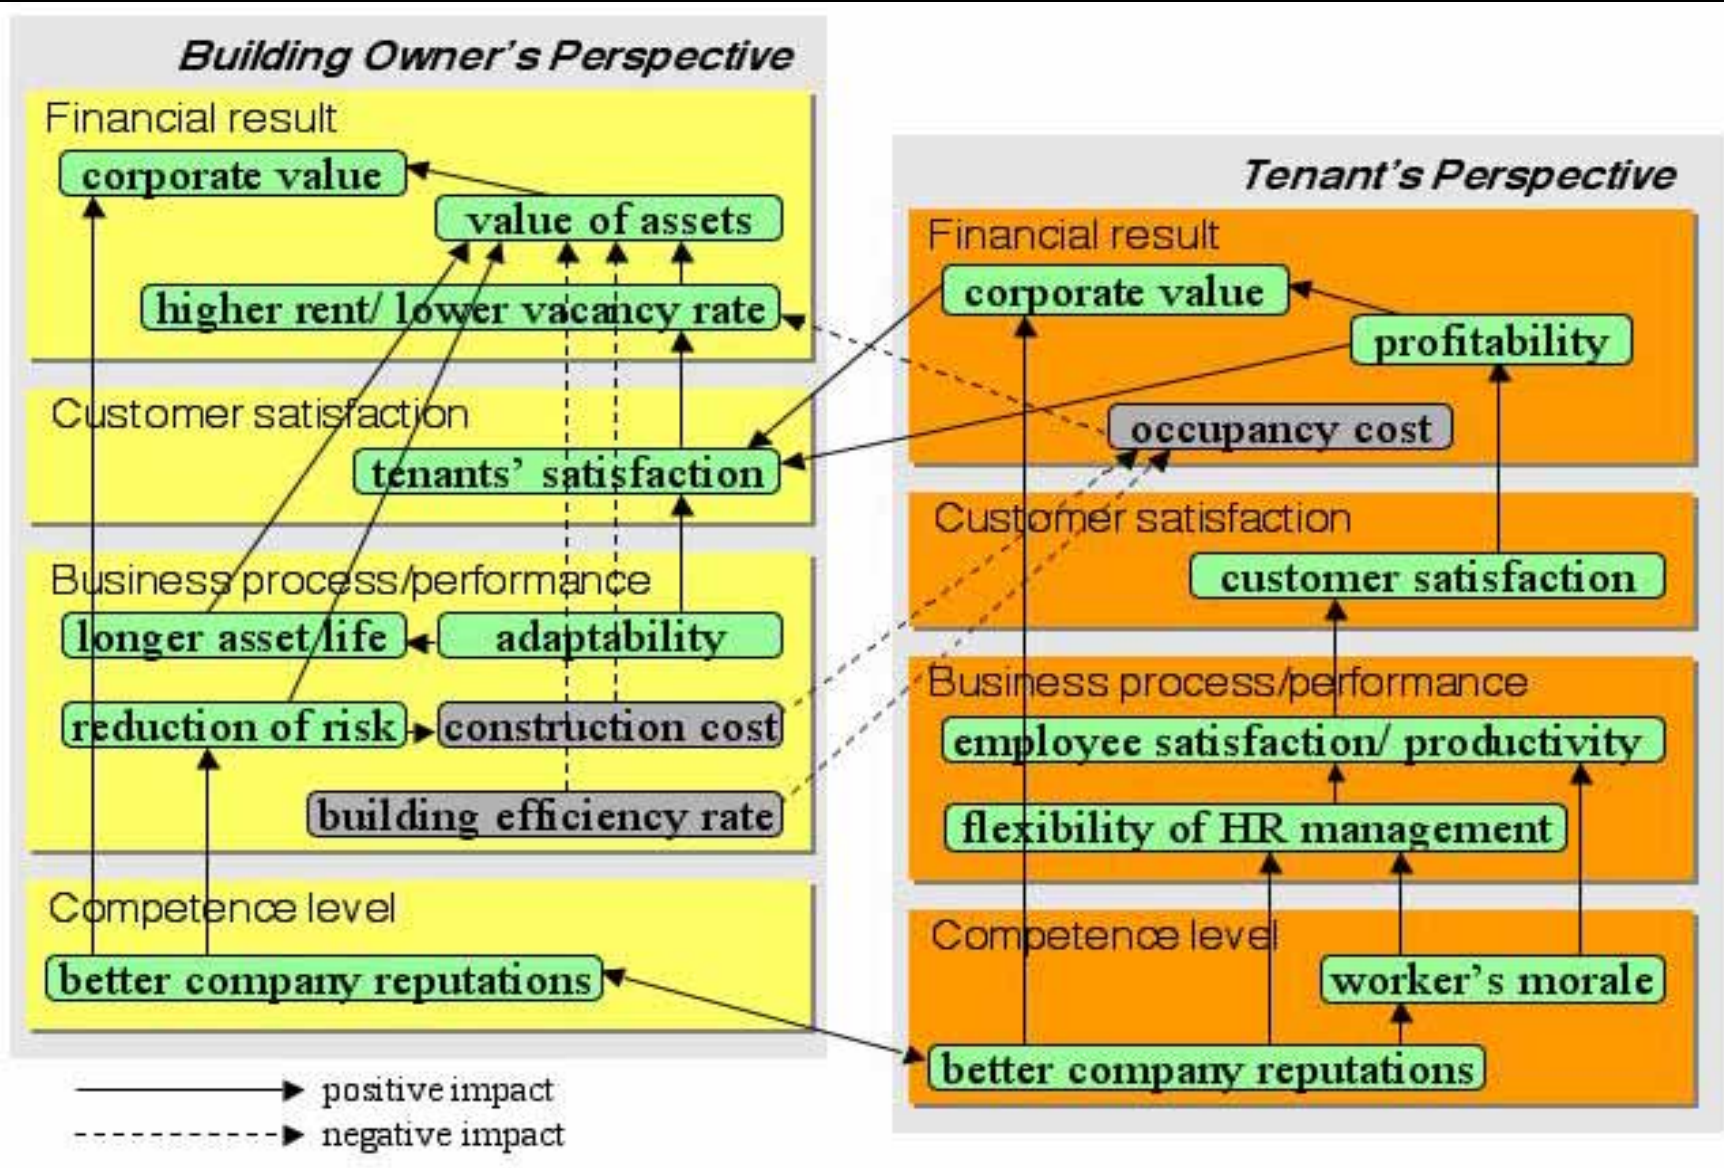 Building Owner's Perspective
Financial result
corporate value
value of assets
higher rent/ lower vacancy rate
Customer satisfaction
tenants' satisfaction
Business process/performance
longer asset life
adaptability
reduction of risk
construction cost
building efficiency rate
Competence level
better company reputations
positive impact
negative impact
Tenant's Perspective
Financial result
corporate value
profitability
occupancy cost
Customer satisfaction
customer satisfaction
Business process/performance
employee satisfaction/ productivity
flexibility of HR management
Competence level
worker's morale
better company reputations